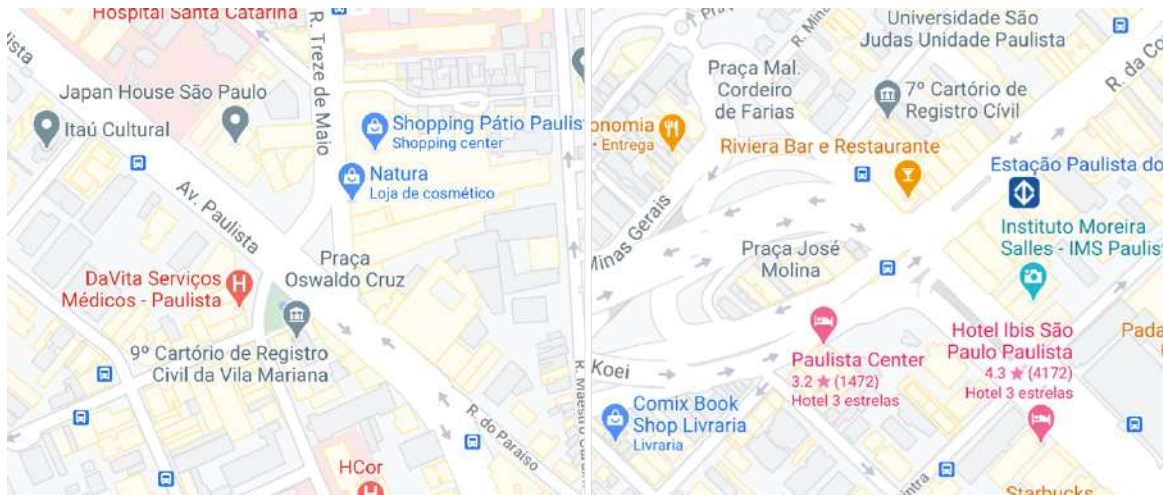 Hospital Santa Catarina
R. Treze de Maio
Japan House São Paulo
Itaú Cultural
Shopping Pátio Paulis
Shopping center
Natura
Loja de cosmético
Av. Paulista
Praça
Oswaldo Cruz
DaVita Serviços
Médicos - Paulista
9º Cartório de Registro
Civil da Vila Mariana
R. do Paraíso
HCor
Universidade São
Judas Unidade Paulista
R. da Co
Praça Mal.
Cordeiro
de Farias
7º Cartório de
Registro Cívil
onomia
• Entrega
Riviera Bar e Restaurante
Estação Paulista do
Minas Gerais
Praça José
Molina
Instituto Moreira
Salles - IMS Paulist
Paulista Center
3.2 ★ (1472)
Hotel 3 estrelas
Hotel Ibis São
Paulo Paulista
4.3 ★ (4172)
Hotel 3 estrelas
Pada
Koei
Comix Book
Shop Livraria
Livraria
Starbucks